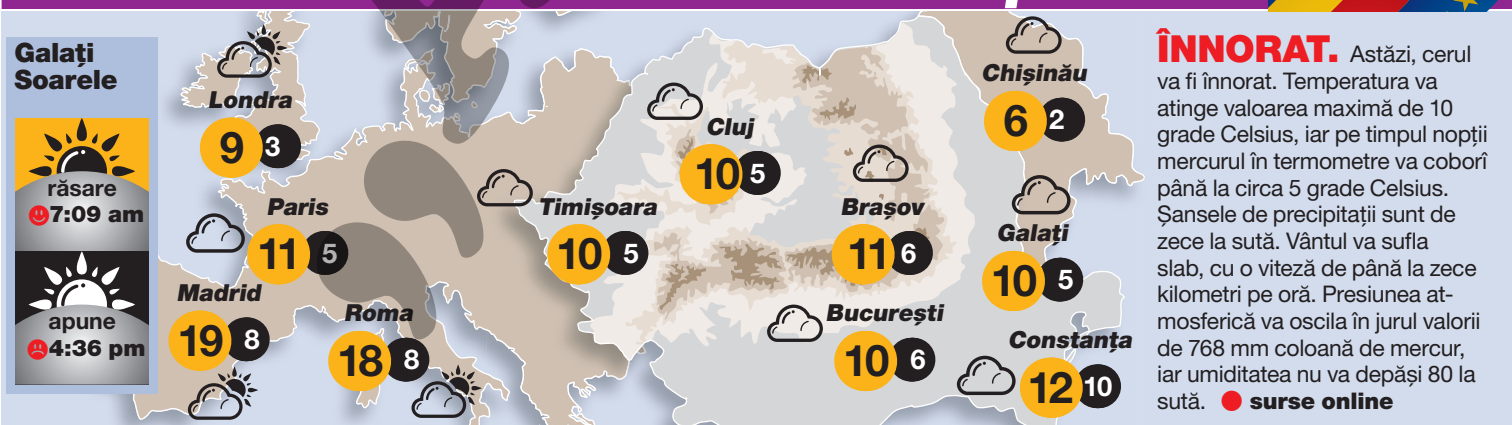 Galați
Soarele
răsare
7:09 am
apune
4:36 pm
Londra
9 3
Paris
11 5
Madrid
19 8
Roma
18 8
Timișoara
10 5
Cluj
10 5
Brașov
11 6
București
10 6
Chișinău
6 2
Galați
10 5
Constanța
12 10
ÎNNORAT. Astăzi, cerul
va fi înnorat. Temperatura va
atinge valoarea maximă de 10
grade Celsius, iar pe timpul nopții
mercurul în termometre va coborî
până la circa 5 grade Celsius.
Șansele de precipitații sunt de
zece la sută. Vântul va sufla
slab, cu o viteză de până la zece
kilometri pe oră. Presiunea at-
mosferică va oscila în jurul valorii
de 768 mm coloană de mercur,
iar umiditatea nu va depăși 80 la
sută. surse online